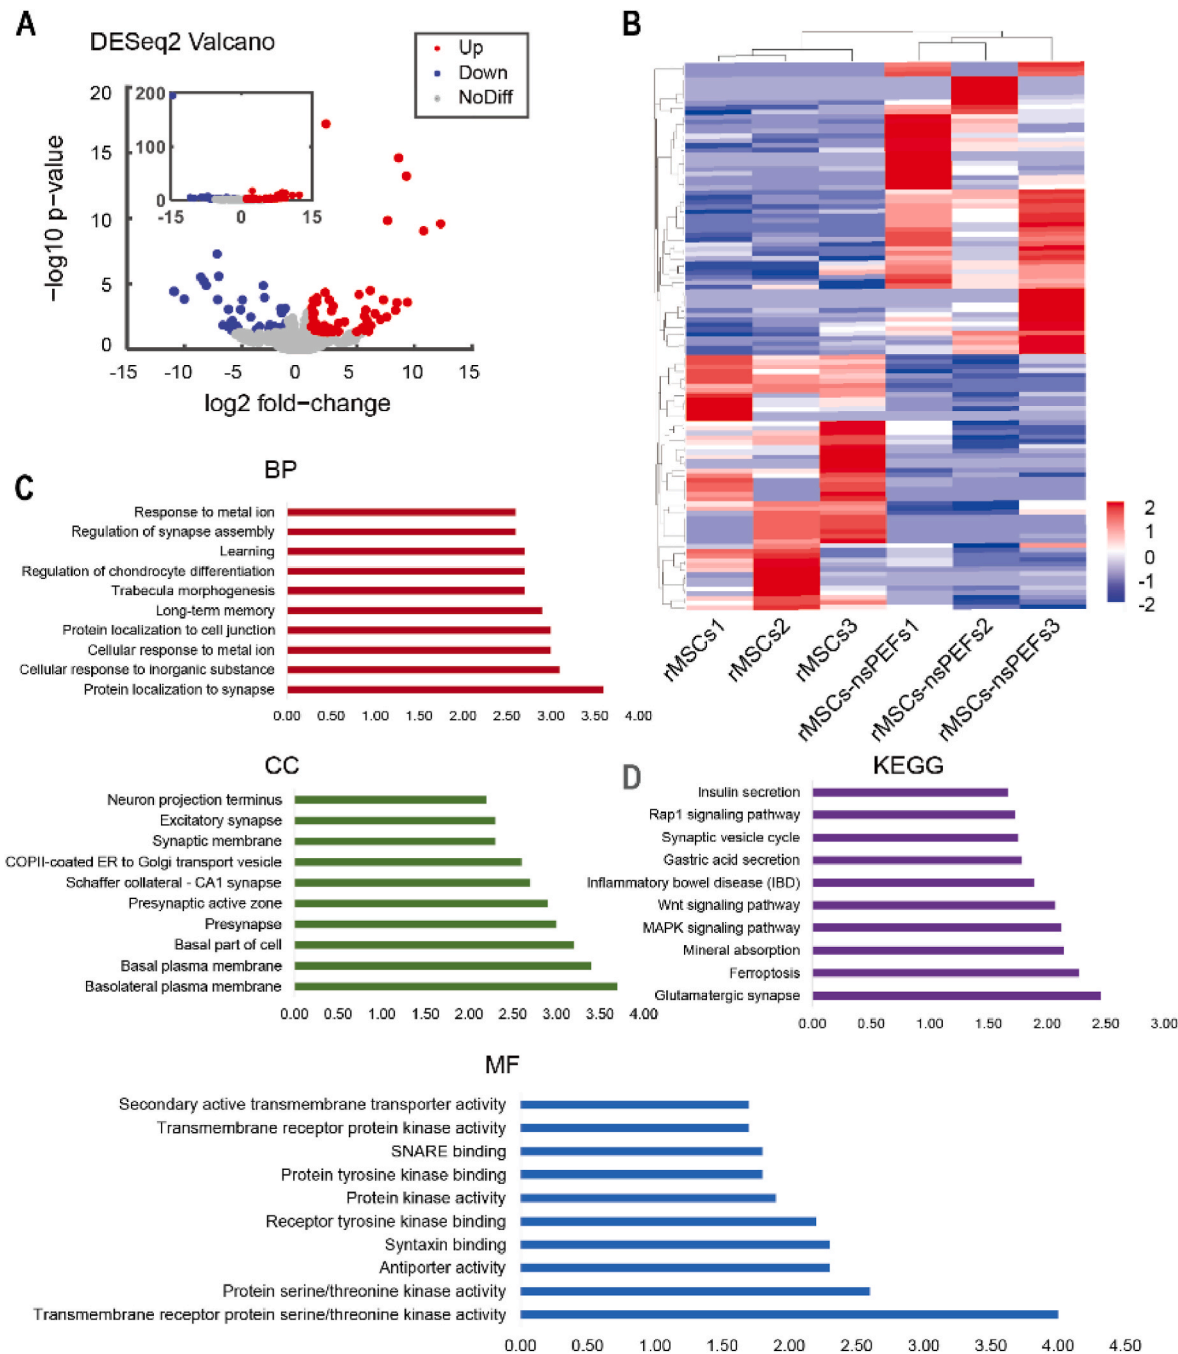 A
DESeq2 Valcano
Up
Down
NoDiff
−log10 p−value
20
15
10
5
0
200
100
0
-15 0 15
-15 -10 -5 0 5 10 15
log2 fold−change
B
2
1
0
-1
-2
rMSCs1
rMSCs2
rMSCs3
rMSCs-nsPEFs1
rMSCs-nsPEFs2
rMSCs-nsPEFs3
C
BP
Response to metal ion
Regulation of synapse assembly
Learning
Regulation of chondrocyte differentiation
Trabecula morphogenesis
Long-term memory
Protein localization to cell junction
Cellular response to metal ion
Cellular response to inorganic substance
Protein localization to synapse
0.00 0.50 1.00 1.50 2.00 2.50 3.00 3.50 4.00
CC
Neuron projection terminus
Excitatory synapse
Synaptic membrane
COPII-coated ER to Golgi transport vesicle
Schaffer collateral - CA1 synapse
Presynaptic active zone
Presynapse
Basal part of cell
Basal plasma membrane
Basolateral plasma membrane
0.00 0.50 1.00 1.50 2.00 2.50 3.00 3.50 4.00
D
KEGG
Insulin secretion
Rap1 signaling pathway
Synaptic vesicle cycle
Gastric acid secretion
Inflammatory bowel disease (IBD)
Wnt signaling pathway
MAPK signaling pathway
Mineral absorption
Ferroptosis
Glutamatergic synapse
0.00 0.50 1.00 1.50 2.00 2.50 3.00
MF
Secondary active transmembrane transporter activity
Transmembrane receptor protein kinase activity
SNARE binding
Protein tyrosine kinase binding
Protein kinase activity
Receptor tyrosine kinase binding
Syntaxin binding
Antiporter activity
Protein serine/threonine kinase activity
Transmembrane receptor protein serine/threonine kinase activity
0.00 0.50 1.00 1.50 2.00 2.50 3.00 3.50 4.00 4.50